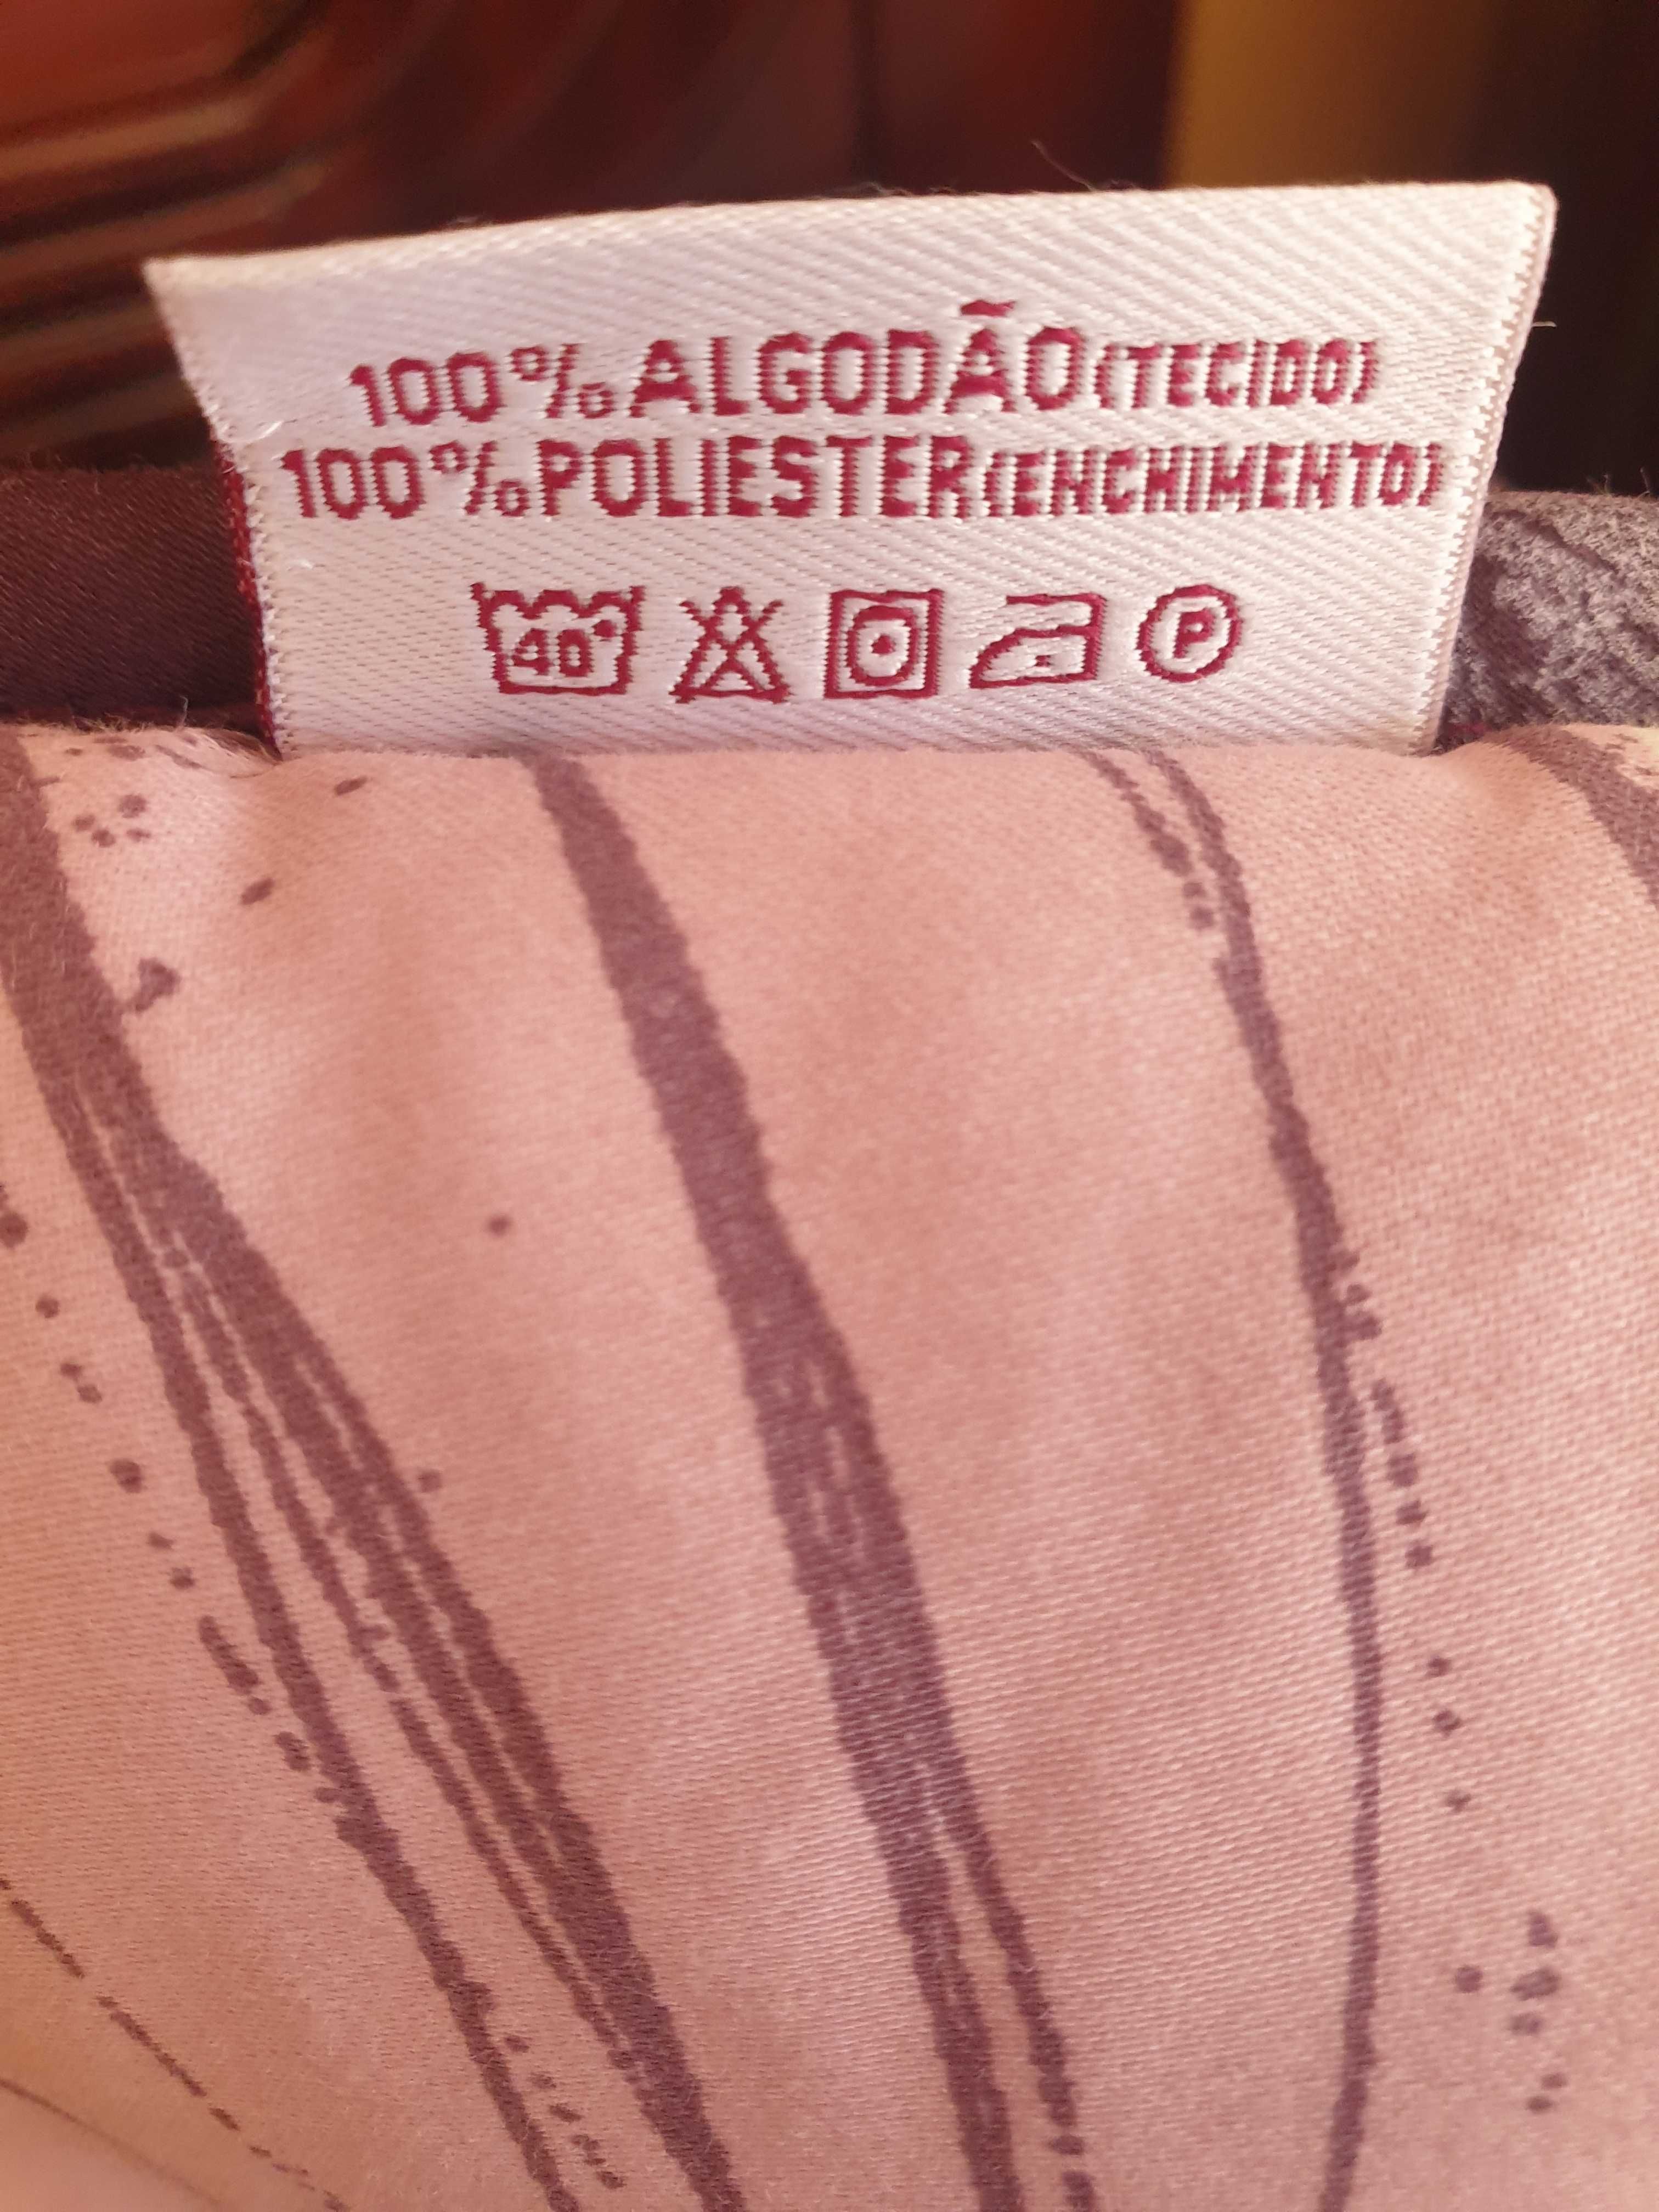 100% ALGODÃO (TECIDO)
100% POLIESTER (ENCHIMENTO)
40° P